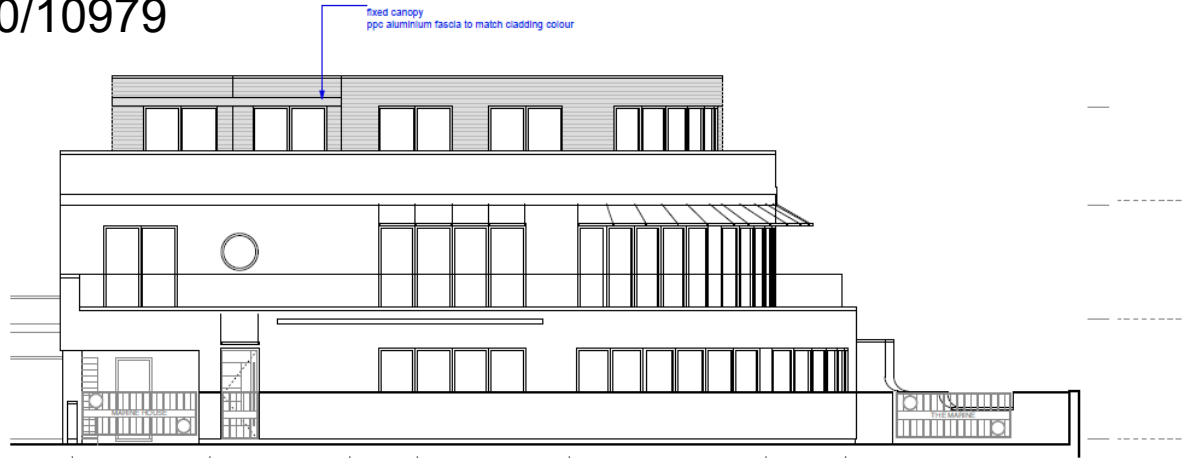 0/10979
fixed canopy
ppc aluminium fascia to match cladding colour
MARINE HOUSE
THE MARINE